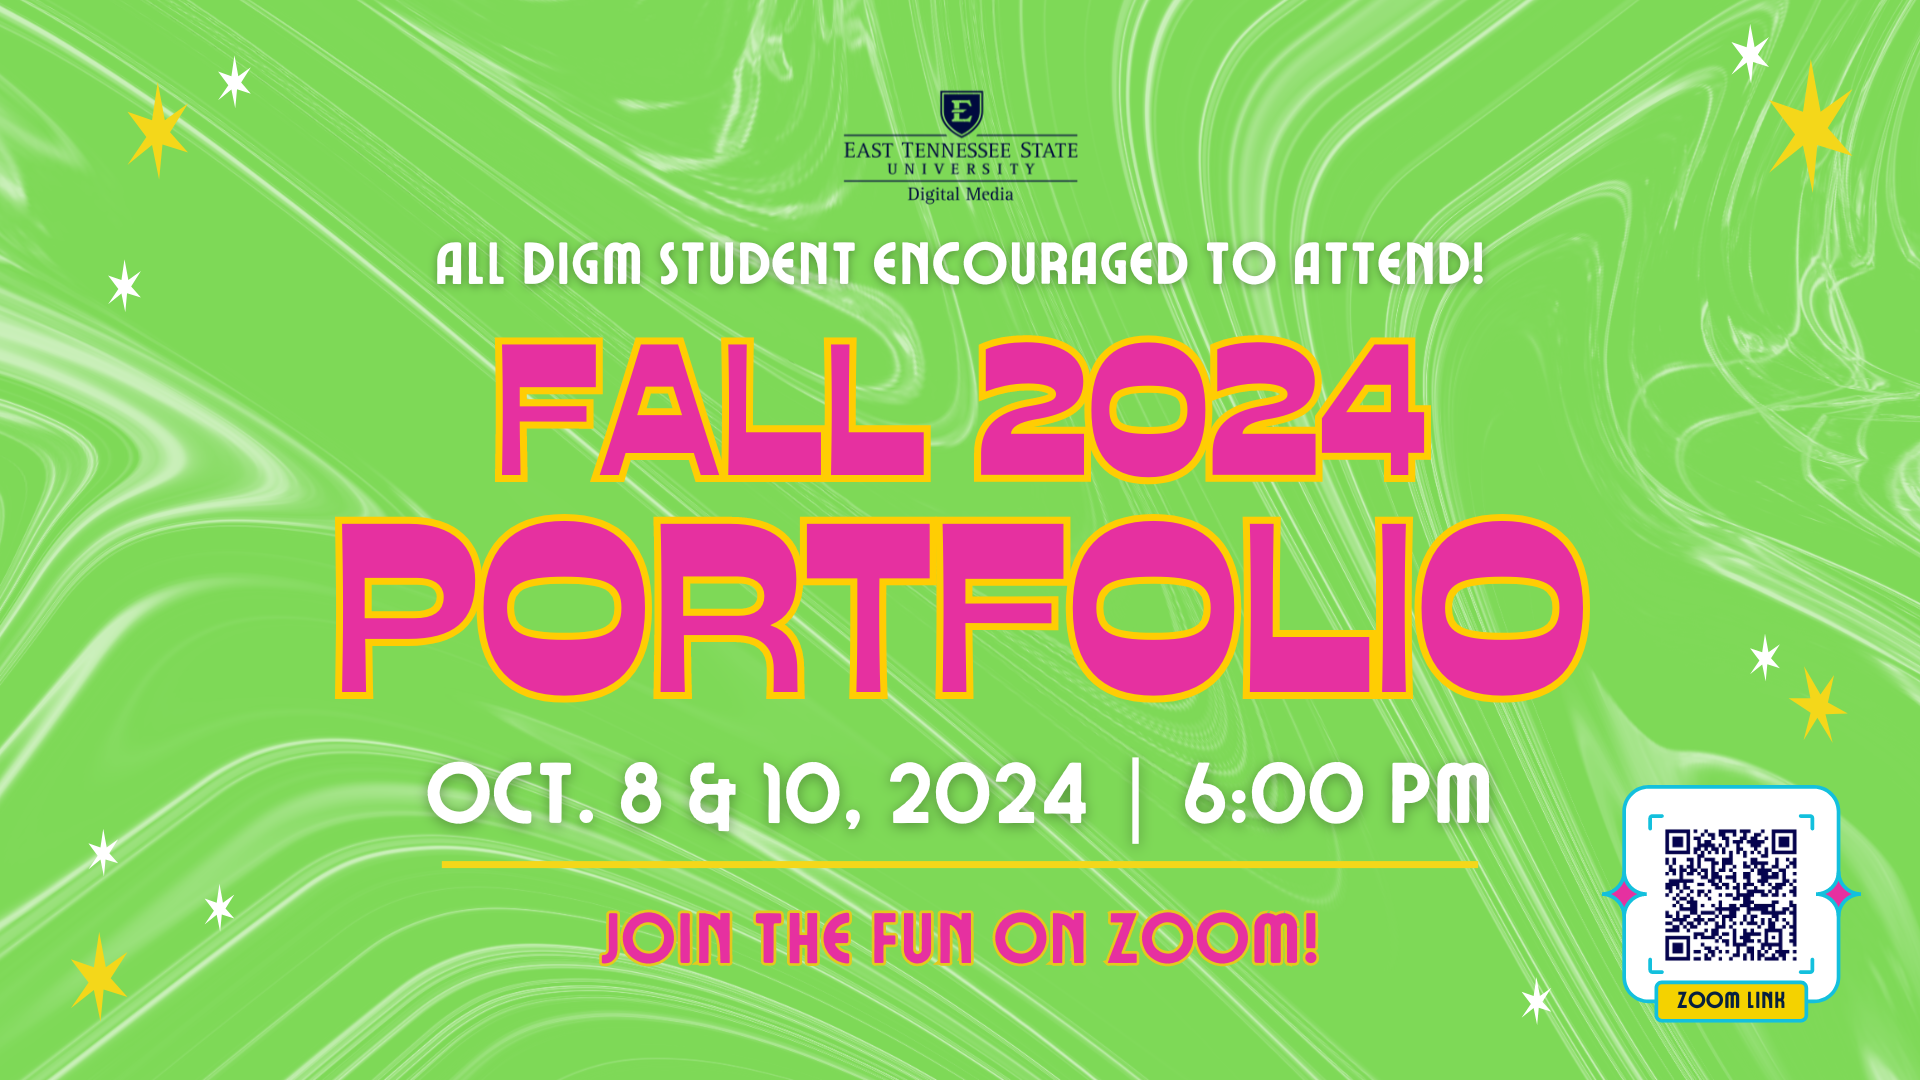 E
EAST TENNESSEE STATE
UNIVERSITY
Digital Media
ALL DIGM STUDENT ENCOURAGED TO ATTEND!
FALL 2024
PORTFOLIO
OCT. 8 & 10, 2024 | 6:00 PM
JOIN THE FUN ON ZOOM!
ZOOM LINK